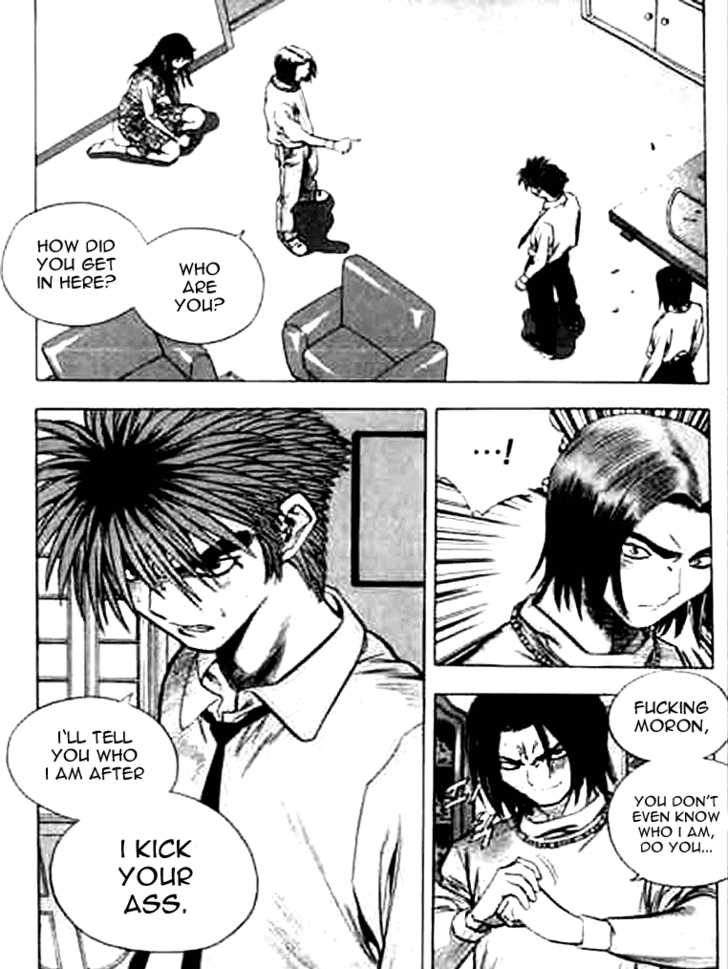 HOW DID
YOU GET
IN HERE?
WHO
ARE
YOU?
...!
I'LL TELL
YOU WHO
I AM AFTER
I KICK
YOUR
ASS.
FUCKING
MORON,
YOU DON'T
EVEN KNOW
WHO I AM,
DO YOU...